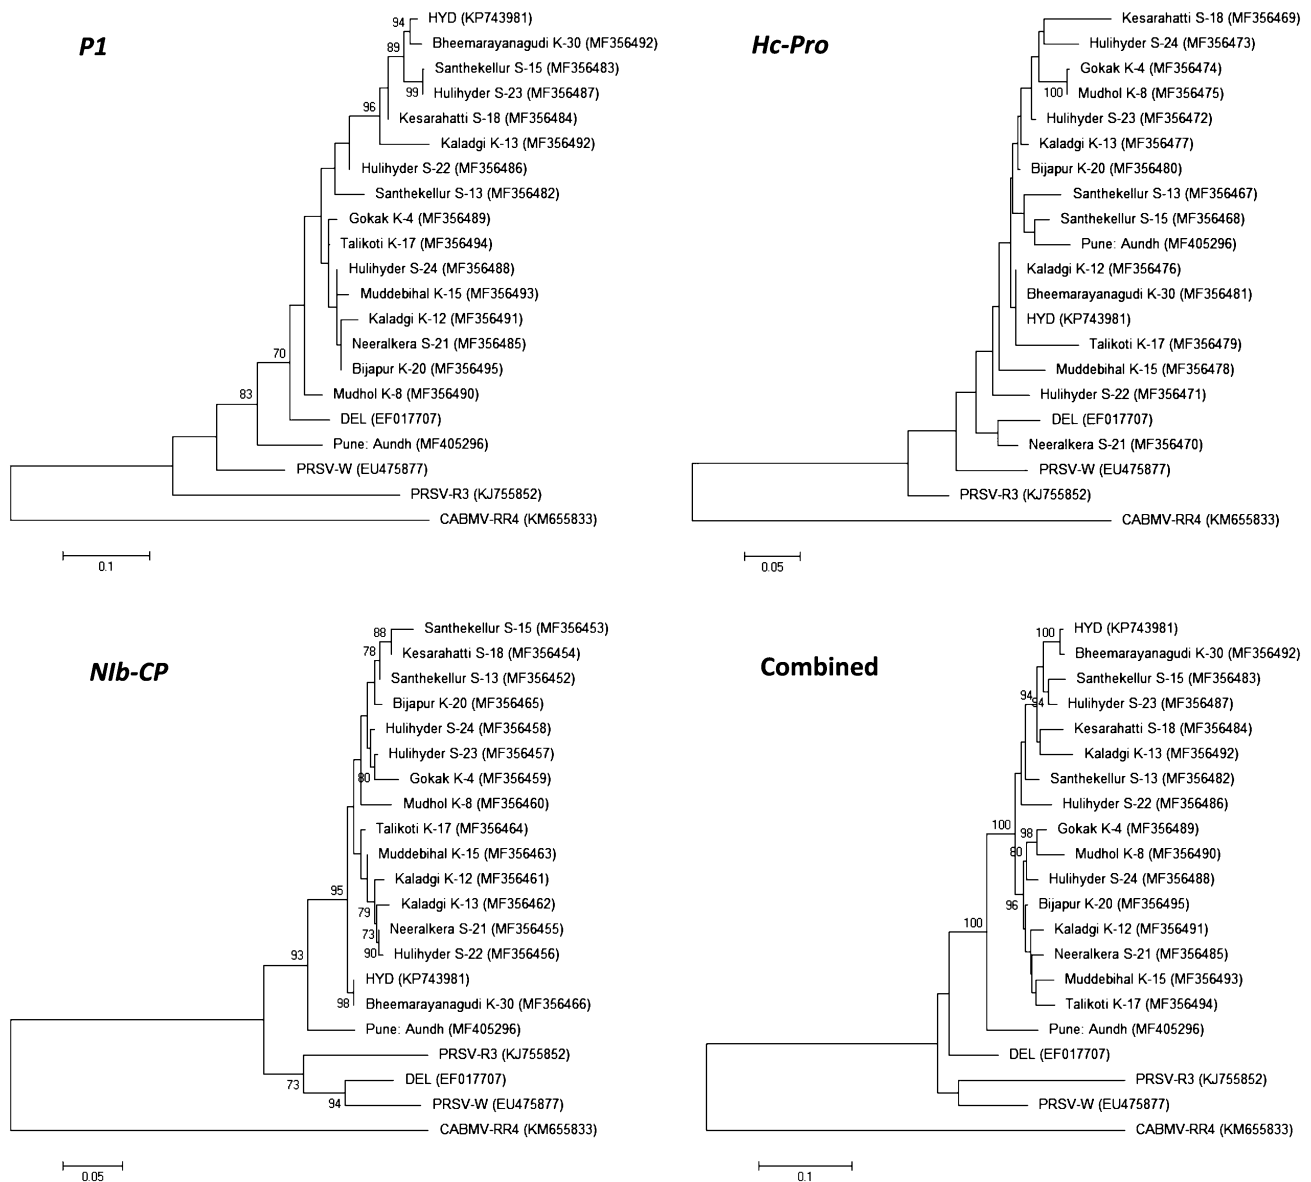 P1
94
HYD (KP743981)
Bheemarayanagudi K-30 (MF356492)
89
Santhekellur S-15 (MF356483)
99
Hulihyder S-23 (MF356487)
96
Kesarahatti S-18 (MF356484)
Kaladgi K-13 (MF356492)
Hulihyder S-22 (MF356486)
Santhekellur S-13 (MF356482)
Gokak K-4 (MF356489)
Talikoti K-17 (MF356494)
Hulihyder S-24 (MF356488)
Muddebihal K-15 (MF356493)
Kaladgi K-12 (MF356491)
Neeralkera S-21 (MF356485)
70
Bijapur K-20 (MF356495)
83
Mudhol K-8 (MF356490)
DEL (EF017707)
Pune: Aundh (MF405296)
PRSV-W (EU475877)
PRSV-R3 (KJ755852)
CABMV-RR4 (KM655833)
0.1
Hc-Pro
Kesarahatti S-18 (MF356469)
Hulihyder S-24 (MF356473)
Gokak K-4 (MF356474)
100
Mudhol K-8 (MF356475)
Hulihyder S-23 (MF356472)
Kaladgi K-13 (MF356477)
Bijapur K-20 (MF356480)
Santhekellur S-13 (MF356467)
Santhekellur S-15 (MF356468)
Pune: Aundh (MF405296)
Kaladgi K-12 (MF356476)
Bheemarayanagudi K-30 (MF356481)
HYD (KP743981)
Talikoti K-17 (MF356479)
Muddebihal K-15 (MF356478)
Hulihyder S-22 (MF356471)
DEL (EF017707)
Neeralkera S-21 (MF356470)
PRSV-W (EU475877)
PRSV-R3 (KJ755852)
CABMV-RR4 (KM655833)
0.05
NIb-CP
88
Santhekellur S-15 (MF356453)
78
Kesarahatti S-18 (MF356454)
Santhekellur S-13 (MF356452)
Bijapur K-20 (MF356465)
Hulihyder S-24 (MF356458)
Hulihyder S-23 (MF356457)
80
Gokak K-4 (MF356459)
Mudhol K-8 (MF356460)
Talikoti K-17 (MF356464)
Muddebihal K-15 (MF356463)
Kaladgi K-12 (MF356461)
95
Kaladgi K-13 (MF356462)
79
Neeralkera S-21 (MF356455)
73
90
Hulihyder S-22 (MF356456)
93
HYD (KP743981)
98
Bheemarayanagudi K-30 (MF356466)
Pune: Aundh (MF405296)
PRSV-R3 (KJ755852)
73
DEL (EF017707)
94
PRSV-W (EU475877)
CABMV-RR4 (KM655833)
0.05
Combined
100
HYD (KP743981)
Bheemarayanagudi K-30 (MF356492)
Santhekellur S-15 (MF356483)
94
94
Hulihyder S-23 (MF356487)
Kesarahatti S-18 (MF356484)
Kaladgi K-13 (MF356492)
Santhekellur S-13 (MF356482)
Hulihyder S-22 (MF356486)
100
98
Gokak K-4 (MF356489)
80
Mudhol K-8 (MF356490)
Hulihyder S-24 (MF356488)
96
Bijapur K-20 (MF356495)
100
Kaladgi K-12 (MF356491)
Neeralkera S-21 (MF356485)
Muddebihal K-15 (MF356493)
Talikoti K-17 (MF356494)
Pune: Aundh (MF405296)
DEL (EF017707)
PRSV-R3 (KJ755852)
PRSV-W (EU475877)
CABMV-RR4 (KM655833)
0.1